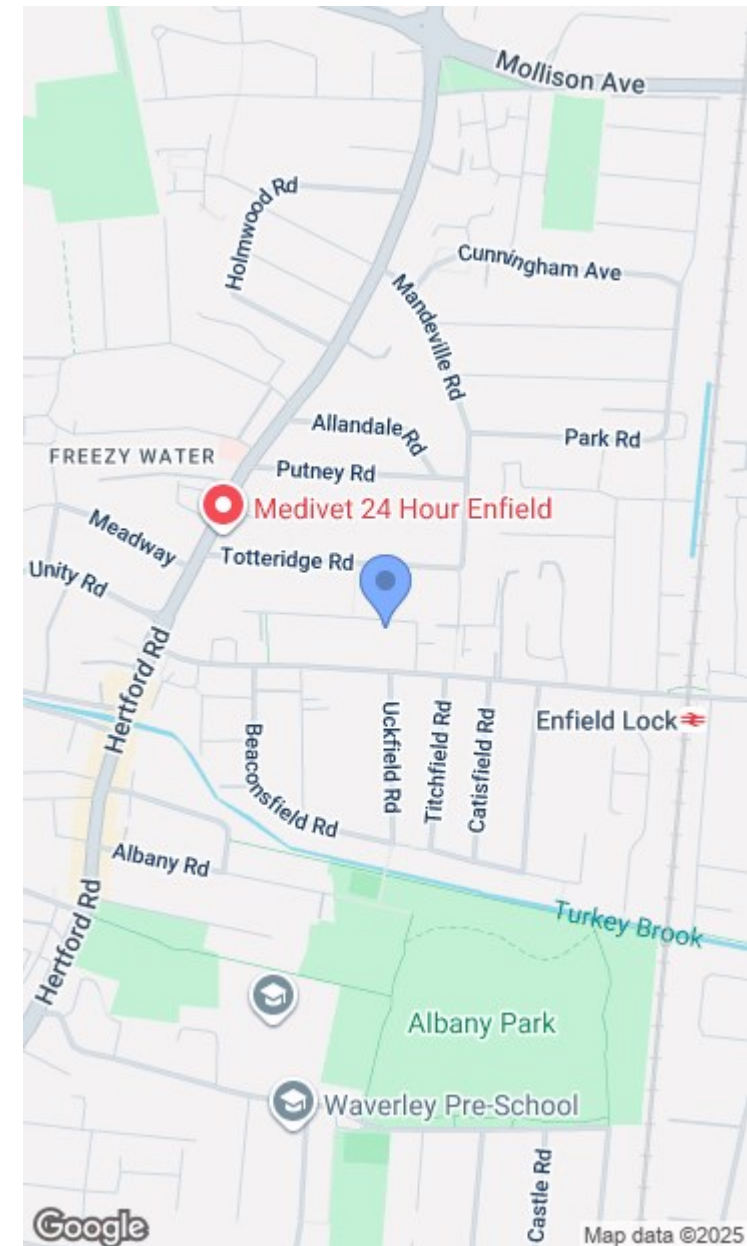 Mollison Ave
Holmwood Rd
Cunningham Ave
Mandeville Rd
Allandale Rd
Park Rd
FREEZY WATER
Putney Rd
Medivet 24 Hour Enfield
Meadway
Totteridge Rd
Unity Rd
Hertford Rd
Uckfield Rd
Titchfield Rd
Catisfield Rd
Enfield Lock
Beaconsfield Rd
Albany Rd
Turkey Brook
Hertford Rd
Albany Park
Waverley Pre-School
Castle Rd
Google
Map data ©2025